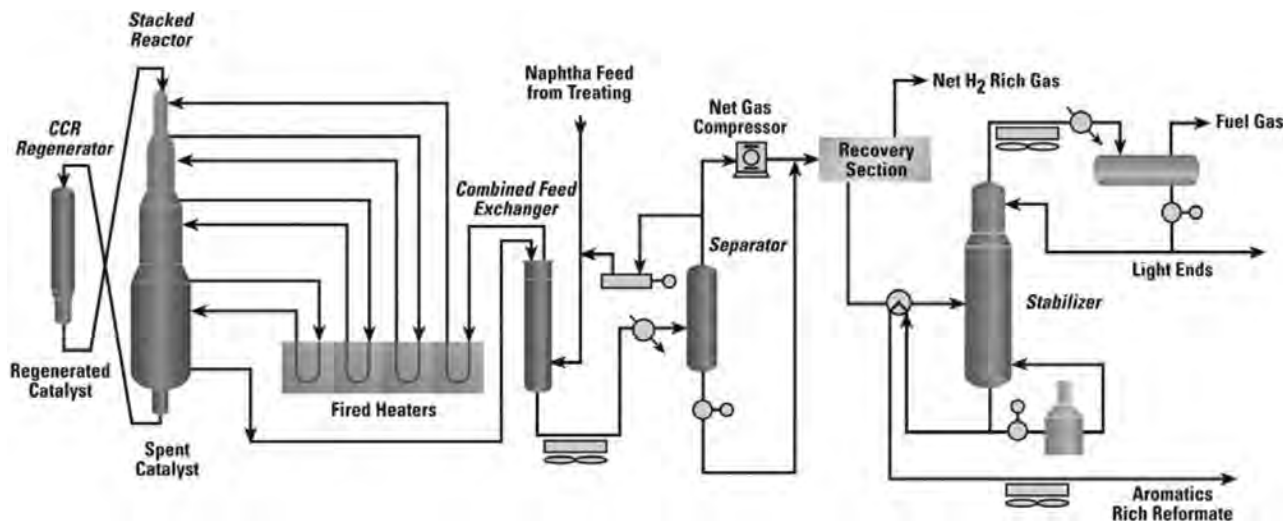 Stacked
Reactor
CCR
Regenerator
Regenerated
Catalyst
Spent
Catalyst
Fired Heaters
Naphtha Feed
from Treating
Combined Feed
Exchanger
Separator
Net Gas
Compressor
Recovery
Section
Net H₂ Rich Gas
Fuel Gas
Light Ends
Stabilizer
Aromatics
Rich Reformate